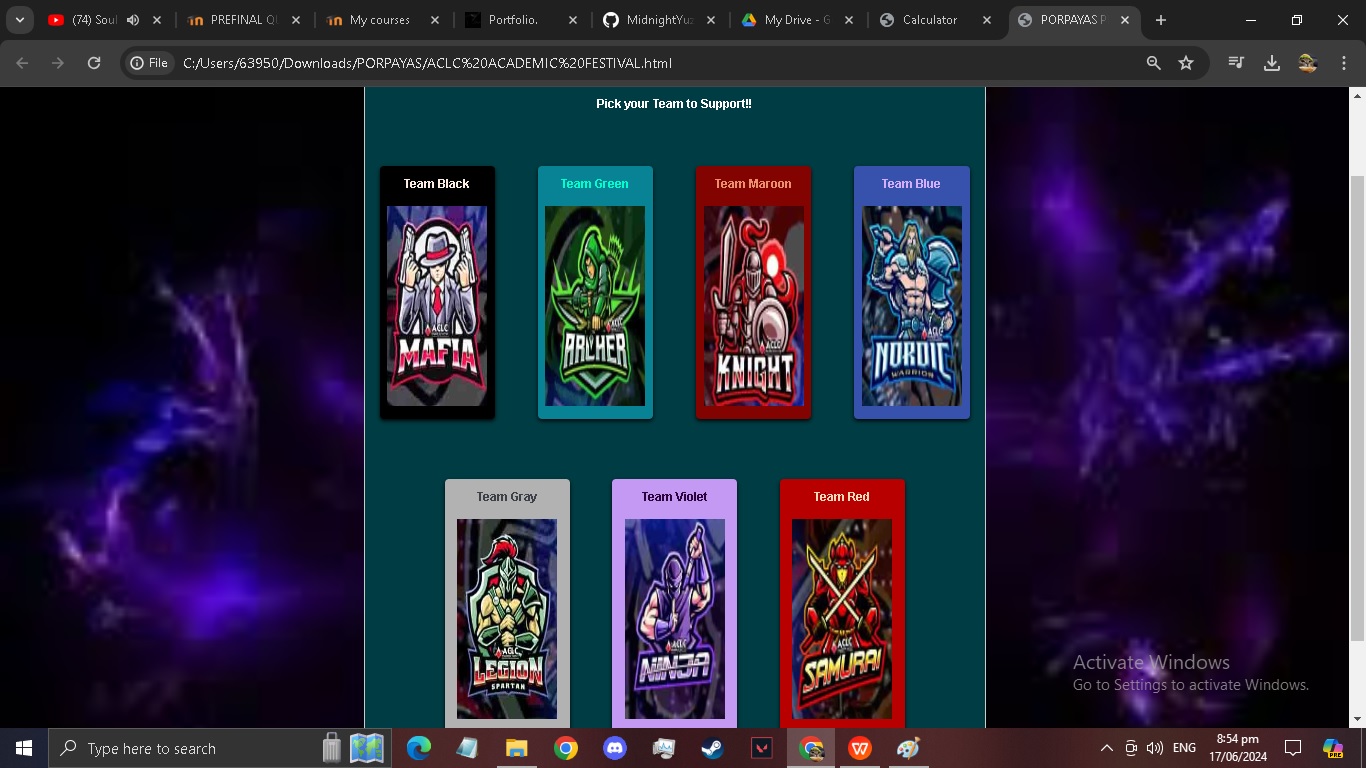 (74) Soul
PREFINAL QU
My courses
Portfolio.
MidnightYuz
My Drive - G
Calculator
PORPAYAS P
File
C:/Users/63950/Downloads/PORPAYAS/ACLC%20ACADEMIC%20FESTIVAL.html
Pick your Team to Support!!
Team Black
Team Green
Team Maroon
Team Blue
ACLC
MAFIA
ACLC
ARCHER
ACLC
KNIGHT
ACLC
NORDIC
WARRIOR
Team Gray
Team Violet
Team Red
ACLC
LEGION
SPARTAN
ACLC
NINJA
ACLC
SAMURAI
Activate Windows
Go to Settings to activate Windows.
Type here to search
ENG
8:54 pm
17/06/2024
PRE